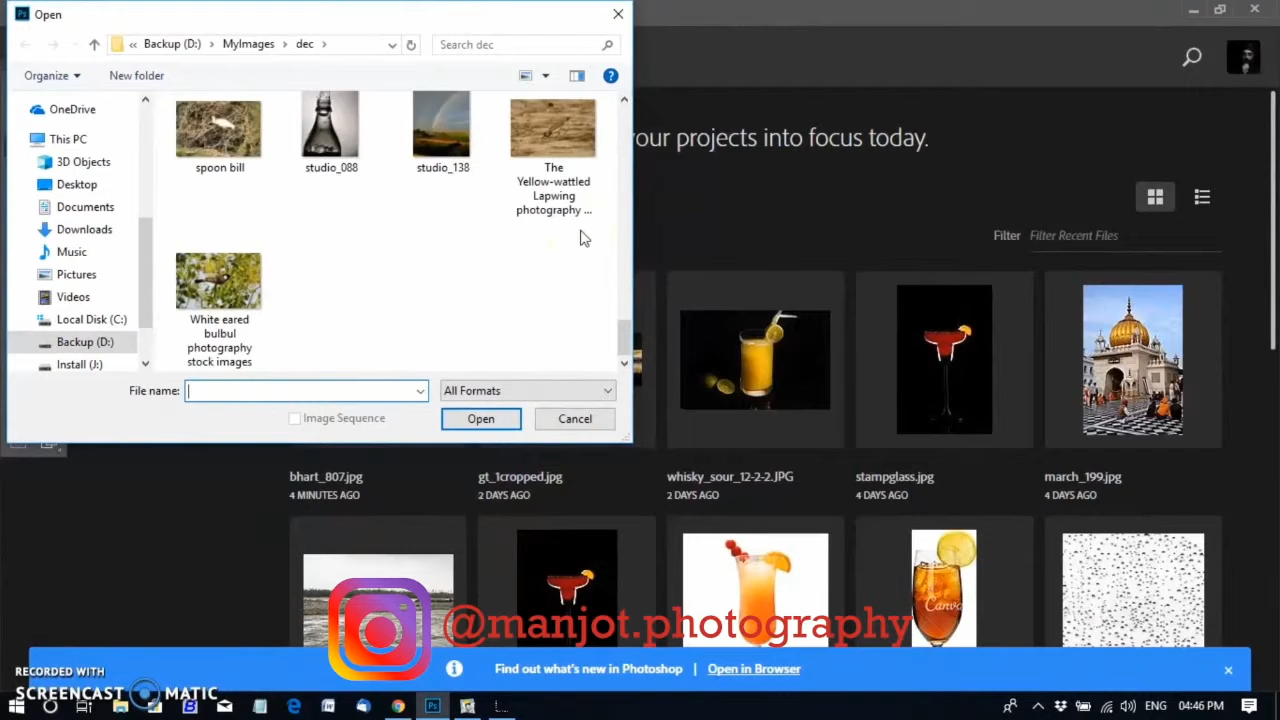 Ps Open
« Backup (D:) › MyImages › dec ›
Search dec
Organize
New folder
OneDrive
This PC
3D Objects
Desktop
Documents
Downloads
Music
Pictures
Videos
Local Disk (C:)
Backup (D:)
Install (J:)
spoon bill
studio_088
studio_138
The
Yellow-wattled
Lapwing
photography ...
White eared
bulbul
photography
stock images
File name:
All Formats
Image Sequence
Open
Cancel
your projects into focus today.
Filter
Filter Recent Files
bhart_807.jpg
4 MINUTES AGO
gt_1cropped.jpg
2 DAYS AGO
whisky_sour_12-2-2.JPG
2 DAYS AGO
stampglass.jpg
4 DAYS AGO
march_199.jpg
4 DAYS AGO
Canva
@manjot.photography
Find out what's new in Photoshop | Open in Browser
RECORDED WITH
SCREENCAST MATIC
Ps
ENG
04:46 PM